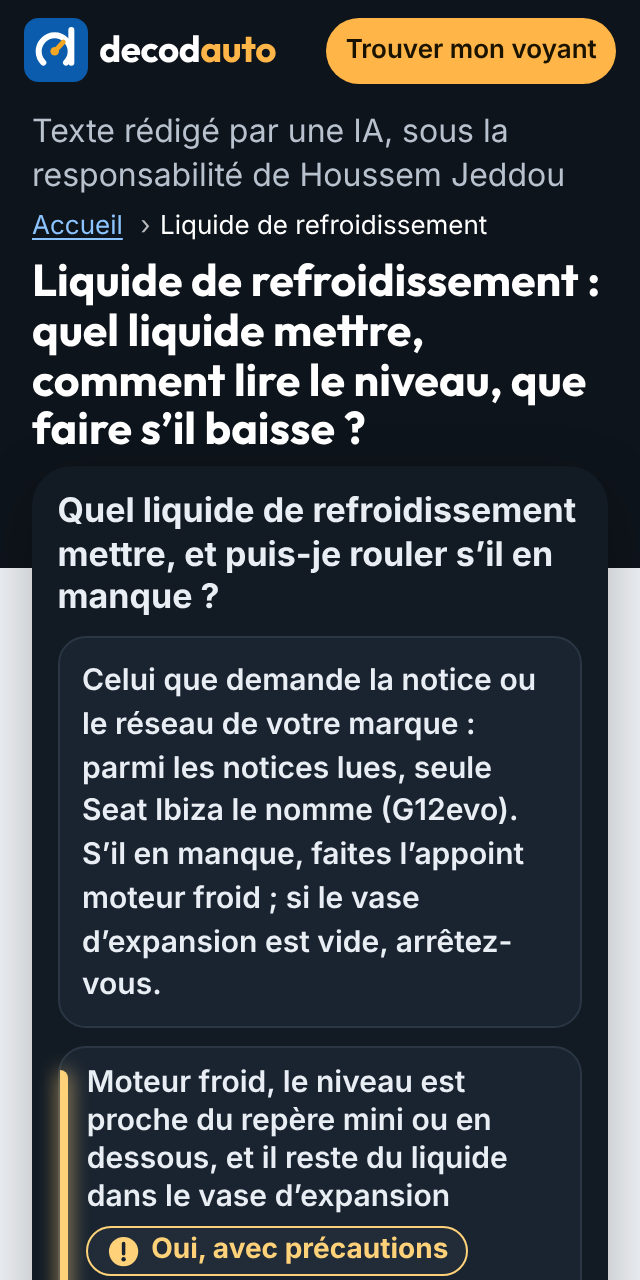 decodauto
Trouver mon voyant
Texte rédigé par une IA, sous la
responsabilité de Houssem Jeddou
Accueil › Liquide de refroidissement
Liquide de refroidissement :
quel liquide mettre,
comment lire le niveau, que
faire s’il baisse ?
Quel liquide de refroidissement
mettre, et puis-je rouler s’il en
manque ?
Celui que demande la notice ou
le réseau de votre marque :
parmi les notices lues, seule
Seat Ibiza le nomme (G12evo).
S’il en manque, faites l’appoint
moteur froid ; si le vase
d’expansion est vide, arrêtez-
vous.
Moteur froid, le niveau est
proche du repère mini ou en
dessous, et il reste du liquide
dans le vase d’expansion
Oui, avec précautions